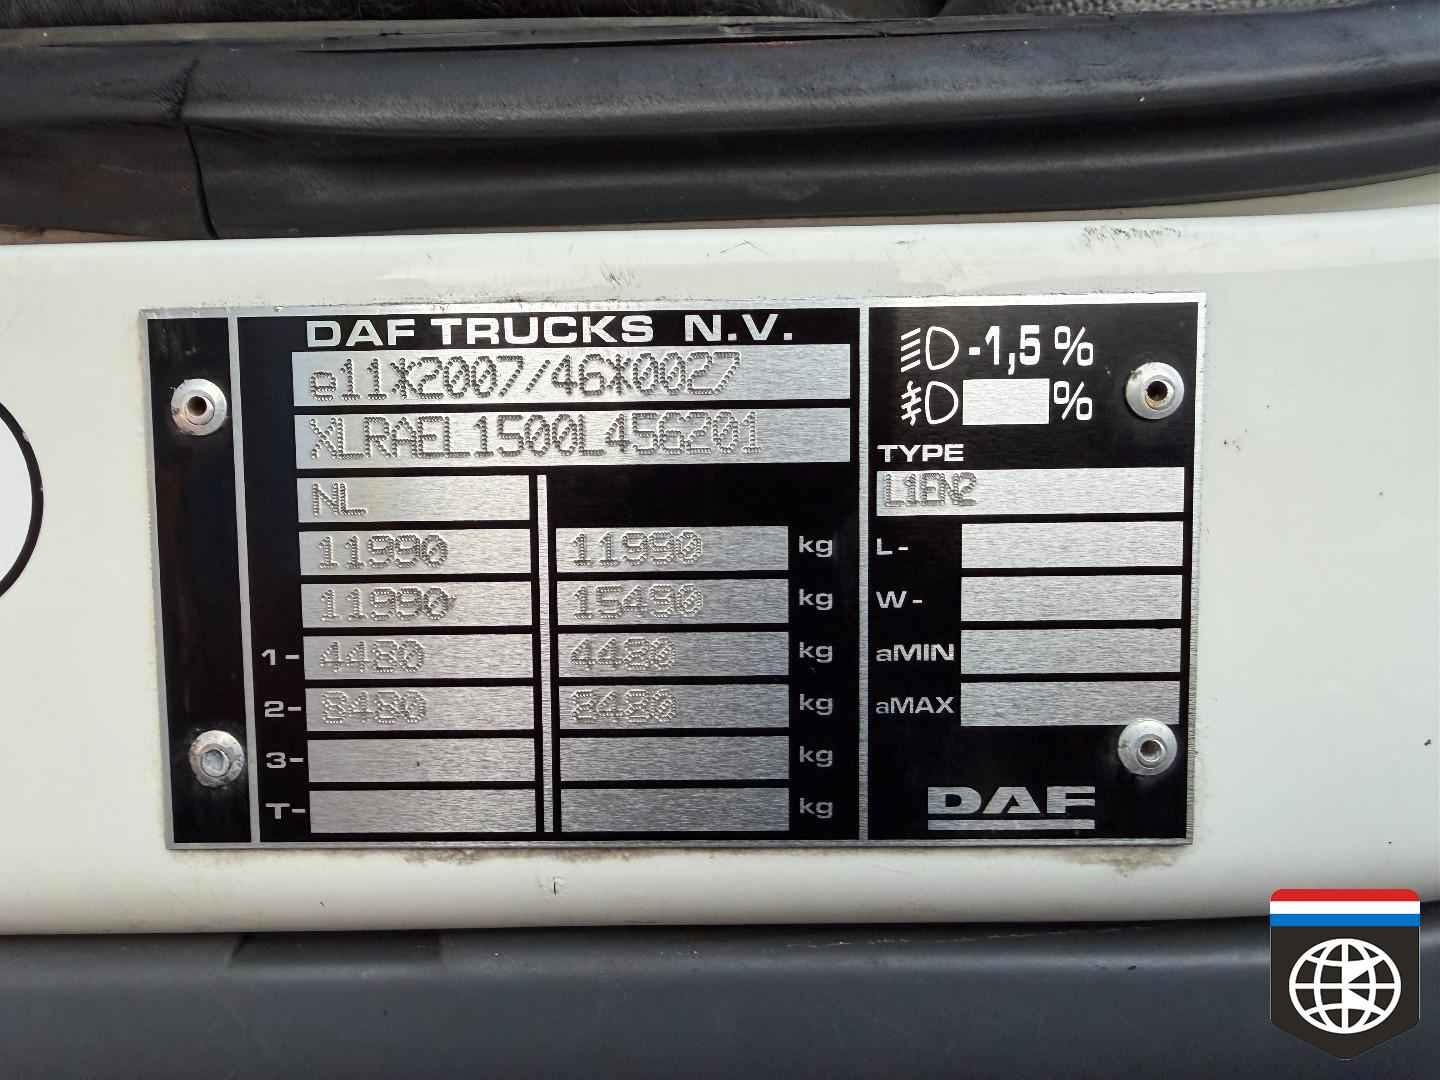 DAF TRUCKS N.V.
e11*2007/46*0027
XLRAEL1500L456201
NL
11990 11990 kg
11990 15490 kg
1- 4480 4480 kg
2- 8480 8480 kg
3- kg
T- kg
-1,5 %
%
TYPE
L1EN2
L-
W-
aMIN
aMAX
DAF